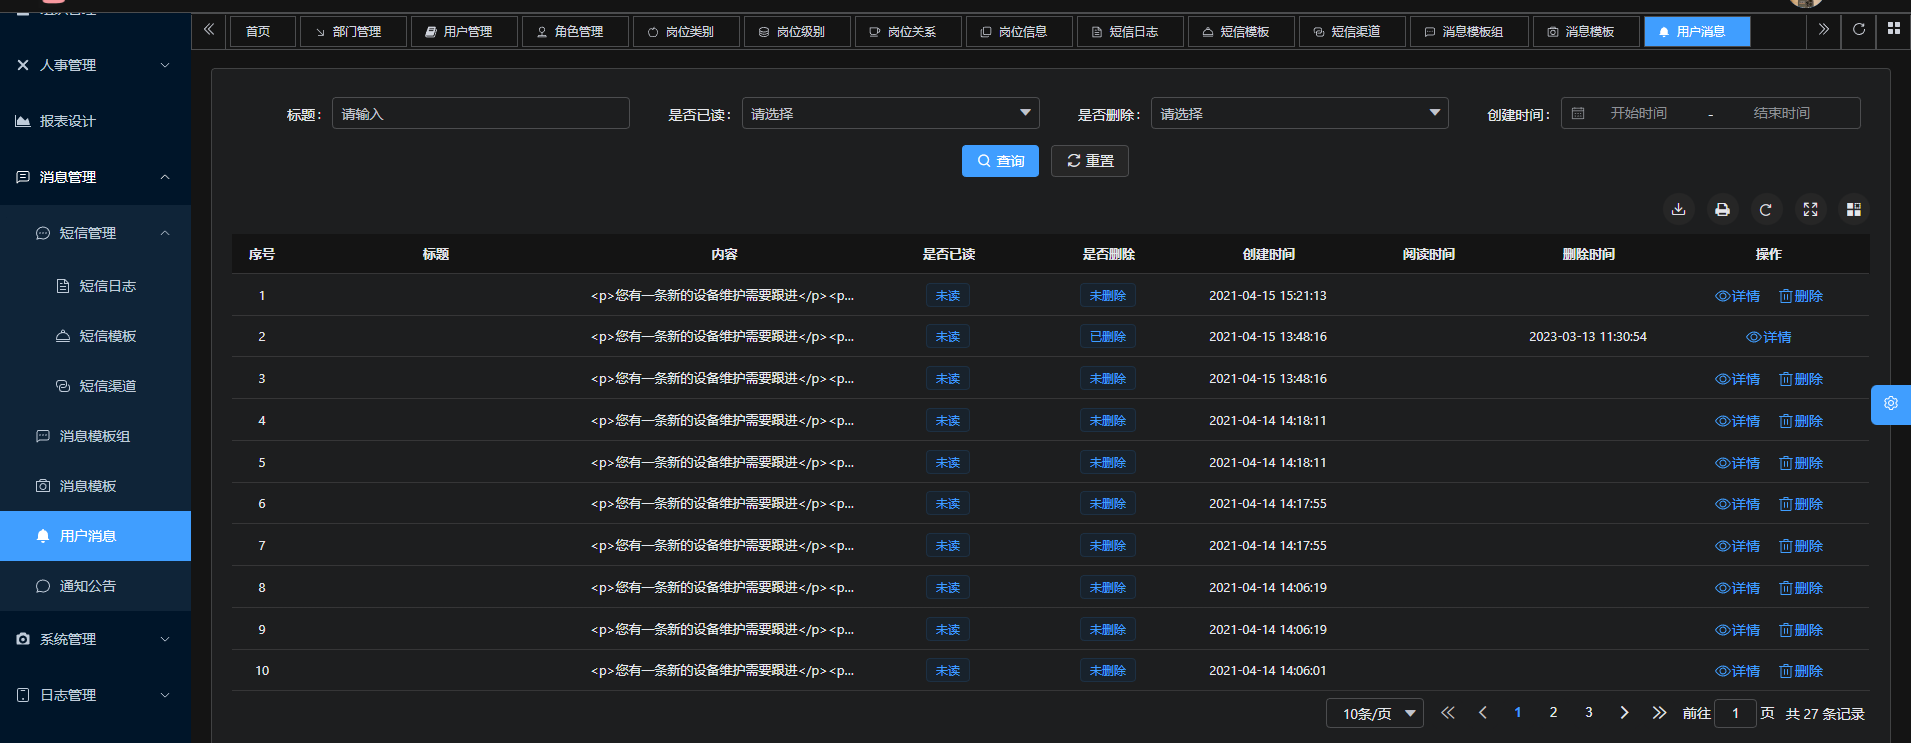 首页 部门管理 用户管理 角色管理 岗位类别 岗位级别 岗位关系 岗位信息 短信日志 短信模板 短信渠道 消息模板组 消息模板 用户消息
人事管理
报表设计
消息管理
短信管理
短信日志
短信模板
短信渠道
消息模板组
消息模板
用户消息
通知公告
系统管理
日志管理
标题： 请输入 是否已读： 请选择 是否删除： 请选择 创建时间： 开始时间 - 结束时间
查询 重置
序号 标题 内容 是否已读 是否删除 创建时间 阅读时间 删除时间 操作
1 <p>您有一条新的设备维护需要跟进</p><p... 未读 未删除 2021-04-15 15:21:13 详情 删除
2 <p>您有一条新的设备维护需要跟进</p><p... 未读 已删除 2021-04-15 13:48:16 2023-03-13 11:30:54 详情
3 <p>您有一条新的设备维护需要跟进</p><p... 未读 未删除 2021-04-15 13:48:16 详情 删除
4 <p>您有一条新的设备维护需要跟进</p><p... 未读 未删除 2021-04-14 14:18:11 详情 删除
5 <p>您有一条新的设备维护需要跟进</p><p... 未读 未删除 2021-04-14 14:18:11 详情 删除
6 <p>您有一条新的设备维护需要跟进</p><p... 未读 未删除 2021-04-14 14:17:55 详情 删除
7 <p>您有一条新的设备维护需要跟进</p><p... 未读 未删除 2021-04-14 14:17:55 详情 删除
8 <p>您有一条新的设备维护需要跟进</p><p... 未读 未删除 2021-04-14 14:06:19 详情 删除
9 <p>您有一条新的设备维护需要跟进</p><p... 未读 未删除 2021-04-14 14:06:19 详情 删除
10 <p>您有一条新的设备维护需要跟进</p><p... 未读 未删除 2021-04-14 14:06:01 详情 删除
10条/页 1 2 3 前往 1 页 共 27 条记录